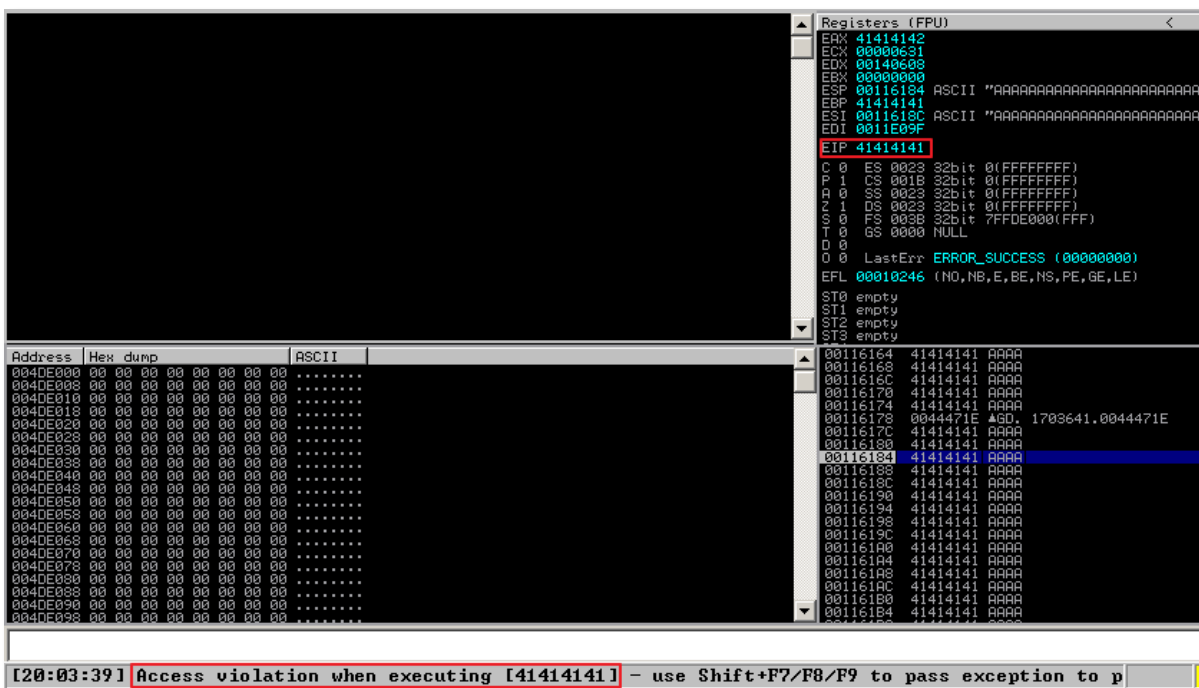 Registers (FPU) <
EAX 41414142
ECX 00000631
EDX 00140608
EBX 00000000
ESP 00116184 ASCII "AAAAAAAAAAAAAAAAAAAAAAAA
EBP 41414141
ESI 0011618C ASCII "AAAAAAAAAAAAAAAAAAAAAAAA
EDI 0011E09F
EIP 41414141
C 0 ES 0023 32bit 0(FFFFFFFF)
P 1 CS 001B 32bit 0(FFFFFFFF)
A 0 SS 0023 32bit 0(FFFFFFFF)
Z 1 DS 0023 32bit 0(FFFFFFFF)
S 0 FS 003B 32bit 7FFDE000(FFF)
T 0 GS 0000 NULL
D 0
O 0 LastErr ERROR_SUCCESS (00000000)
EFL 00010246 (NO,NB,E,BE,NS,PE,GE,LE)
ST0 empty
ST1 empty
ST2 empty
ST3 empty
Address Hex dump ASCII
004DE000 00 00 00 00 00 00 00 00 ........
004DE008 00 00 00 00 00 00 00 00 ........
004DE010 00 00 00 00 00 00 00 00 ........
004DE018 00 00 00 00 00 00 00 00 ........
004DE020 00 00 00 00 00 00 00 00 ........
004DE028 00 00 00 00 00 00 00 00 ........
004DE030 00 00 00 00 00 00 00 00 ........
004DE038 00 00 00 00 00 00 00 00 ........
004DE040 00 00 00 00 00 00 00 00 ........
004DE048 00 00 00 00 00 00 00 00 ........
004DE050 00 00 00 00 00 00 00 00 ........
004DE058 00 00 00 00 00 00 00 00 ........
004DE060 00 00 00 00 00 00 00 00 ........
004DE068 00 00 00 00 00 00 00 00 ........
004DE070 00 00 00 00 00 00 00 00 ........
004DE078 00 00 00 00 00 00 00 00 ........
004DE080 00 00 00 00 00 00 00 00 ........
004DE088 00 00 00 00 00 00 00 00 ........
004DE090 00 00 00 00 00 00 00 00 ........
004DE098 00 00 00 00 00 00 00 00 ........
00116164 41414141 AAAA
00116168 41414141 AAAA
0011616C 41414141 AAAA
00116170 41414141 AAAA
00116174 41414141 AAAA
00116178 0044471E ▲GD. 1703641.0044471E
0011617C 41414141 AAAA
00116180 41414141 AAAA
00116184 41414141 AAAA
00116188 41414141 AAAA
0011618C 41414141 AAAA
00116190 41414141 AAAA
00116194 41414141 AAAA
00116198 41414141 AAAA
0011619C 41414141 AAAA
001161A0 41414141 AAAA
001161A4 41414141 AAAA
001161A8 41414141 AAAA
001161AC 41414141 AAAA
001161B0 41414141 AAAA
001161B4 41414141 AAAA
[20:03:39] Access violation when executing [41414141] - use Shift+F7/F8/F9 to pass exception to p